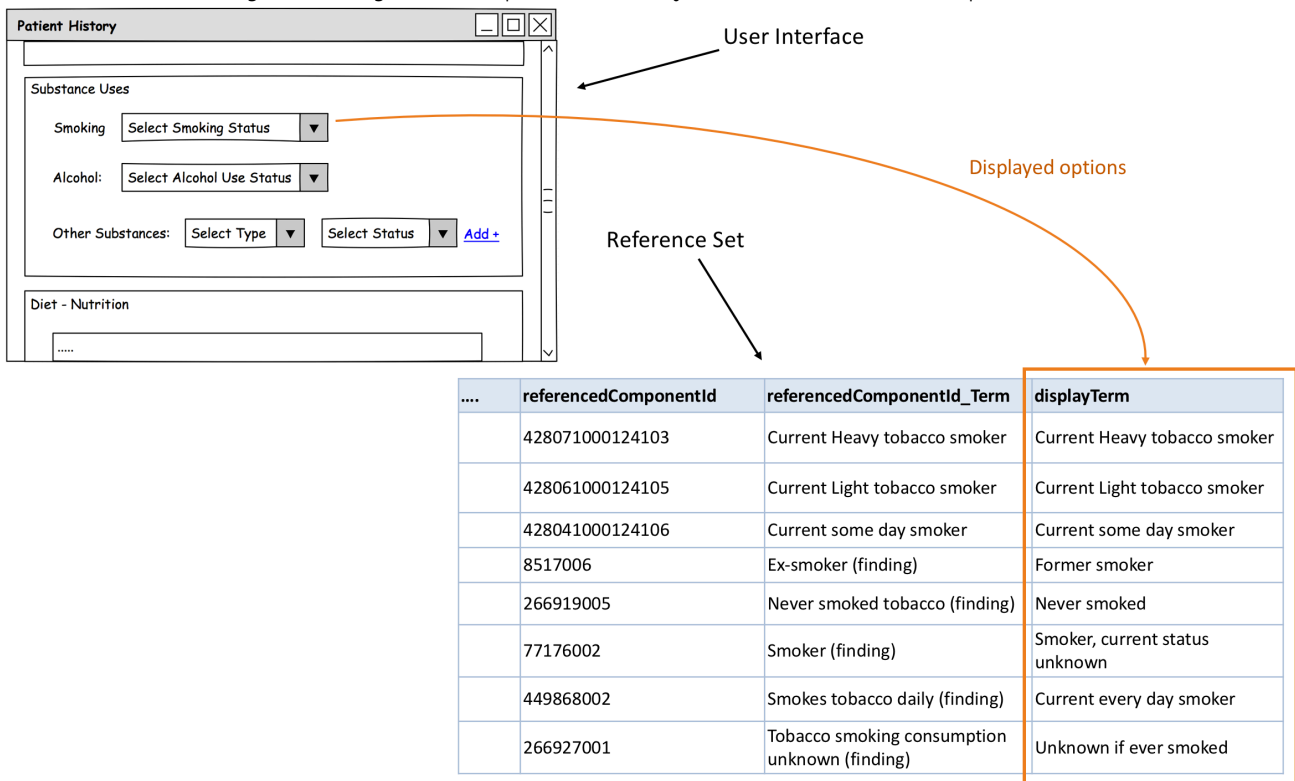 Patient History
User Interface
Substance Uses
Smoking Select Smoking Status
Alcohol: Select Alcohol Use Status
Other Substances: Select Type Select Status Add +
Displayed options
Reference Set
Diet - Nutrition
.....
.... referencedComponentId referencedComponentId_Term displayTerm
428071000124103 Current Heavy tobacco smoker Current Heavy tobacco smoker
428061000124105 Current Light tobacco smoker Current Light tobacco smoker
428041000124106 Current some day smoker Current some day smoker
8517006 Ex-smoker (finding) Former smoker
266919005 Never smoked tobacco (finding) Never smoked
77176002 Smoker (finding) Smoker, current status
unknown
449868002 Smokes tobacco daily (finding) Current every day smoker
266927001 Tobacco smoking consumption
unknown (finding) Unknown if ever smoked